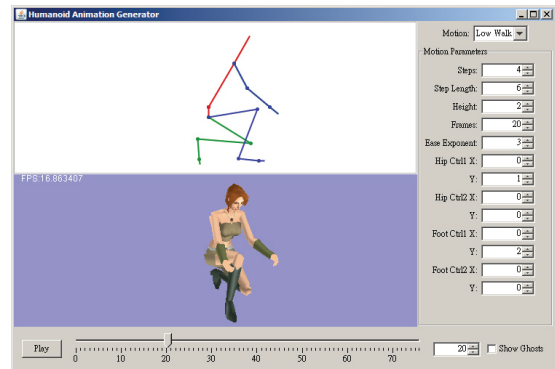 Humanoid Animation Generator
Motion: Low Walk
Motion Parameters
Steps: 4
Step Length: 6
Height: 2
Frames: 20
Ease Exponent: 3
Hip Ctrl1 X: 0
Y: 1
Hip Ctrl2 X: 0
Y: 0
Foot Ctrl1 X: 0
Y: 2
Foot Ctrl2 X: 0
Y: 0
FPS:16.863407
Play
0 10 20 30 40 50 60 70
20 Show Ghosts